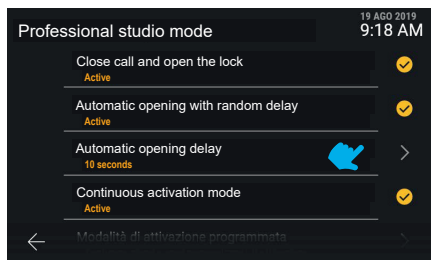 Professional studio mode
19 AGO 2019
9:18 AM
Close call and open the lock
Active
Automatic opening with random delay
Active
Automatic opening delay
10 seconds
Continuous activation mode
Active
Modalità di attivazione programmata